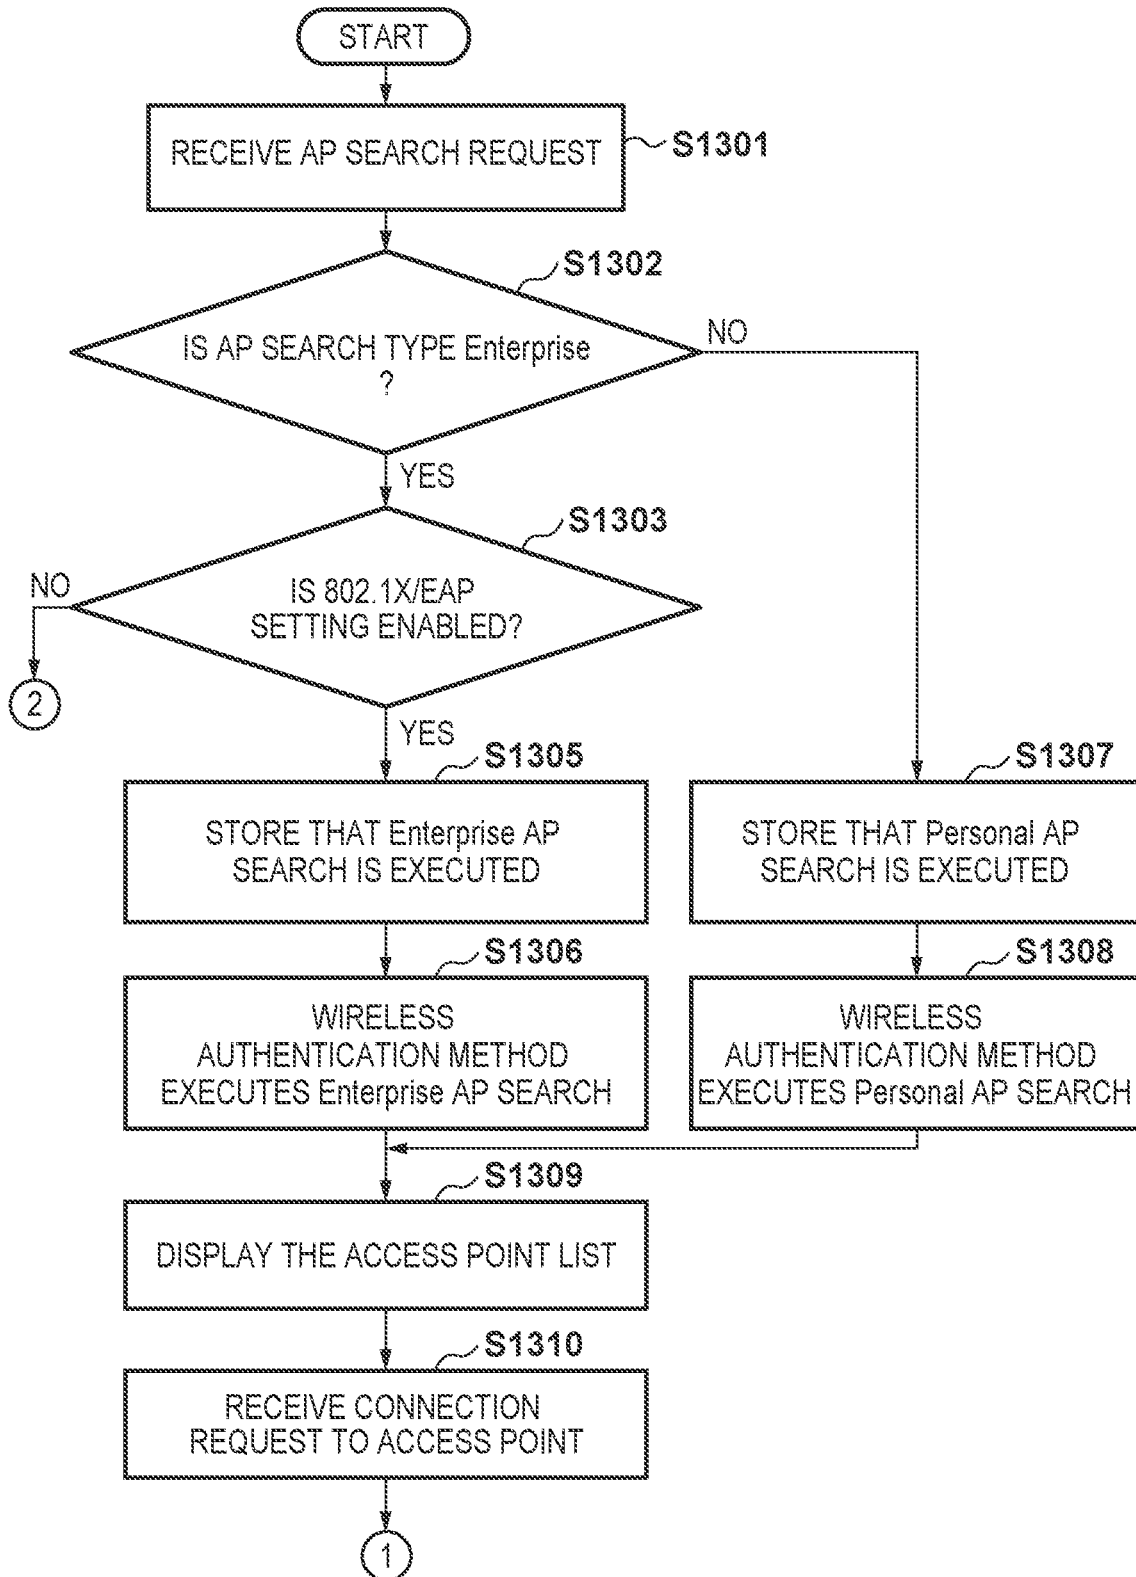 START
RECEIVE AP SEARCH REQUEST
S1301
S1302
IS AP SEARCH TYPE Enterprise
?
NO
YES
S1303
IS 802.1X/EAP
SETTING ENABLED?
NO
2
YES
S1305
STORE THAT Enterprise AP
SEARCH IS EXECUTED
S1307
STORE THAT Personal AP
SEARCH IS EXECUTED
S1306
WIRELESS
AUTHENTICATION METHOD
EXECUTES Enterprise AP SEARCH
S1308
WIRELESS
AUTHENTICATION METHOD
EXECUTES Personal AP SEARCH
S1309
DISPLAY THE ACCESS POINT LIST
S1310
RECEIVE CONNECTION
REQUEST TO ACCESS POINT
1